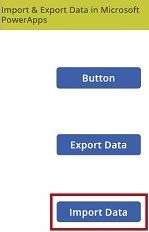 Import & Export Data in Microsoft
PowerApps
Button
Export Data
Import Data